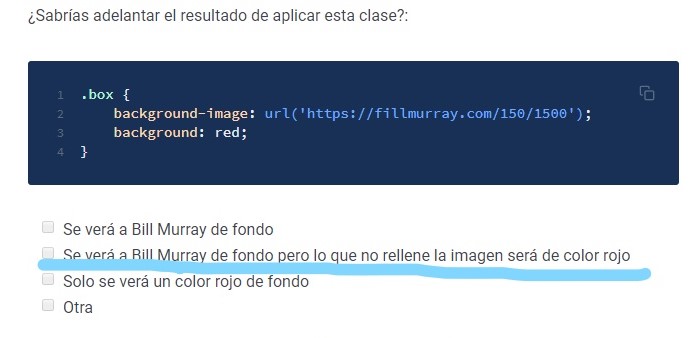 ¿Sabrías adelantar el resultado de aplicar esta clase?:
1 .box {
2 background-image: url('https://fillmurray.com/150/1500');
3 background: red;
4 }
Se verá a Bill Murray de fondo
Se verá a Bill Murray de fondo pero lo que no rellene la imagen será de color rojo
Solo se verá un color rojo de fondo
Otra